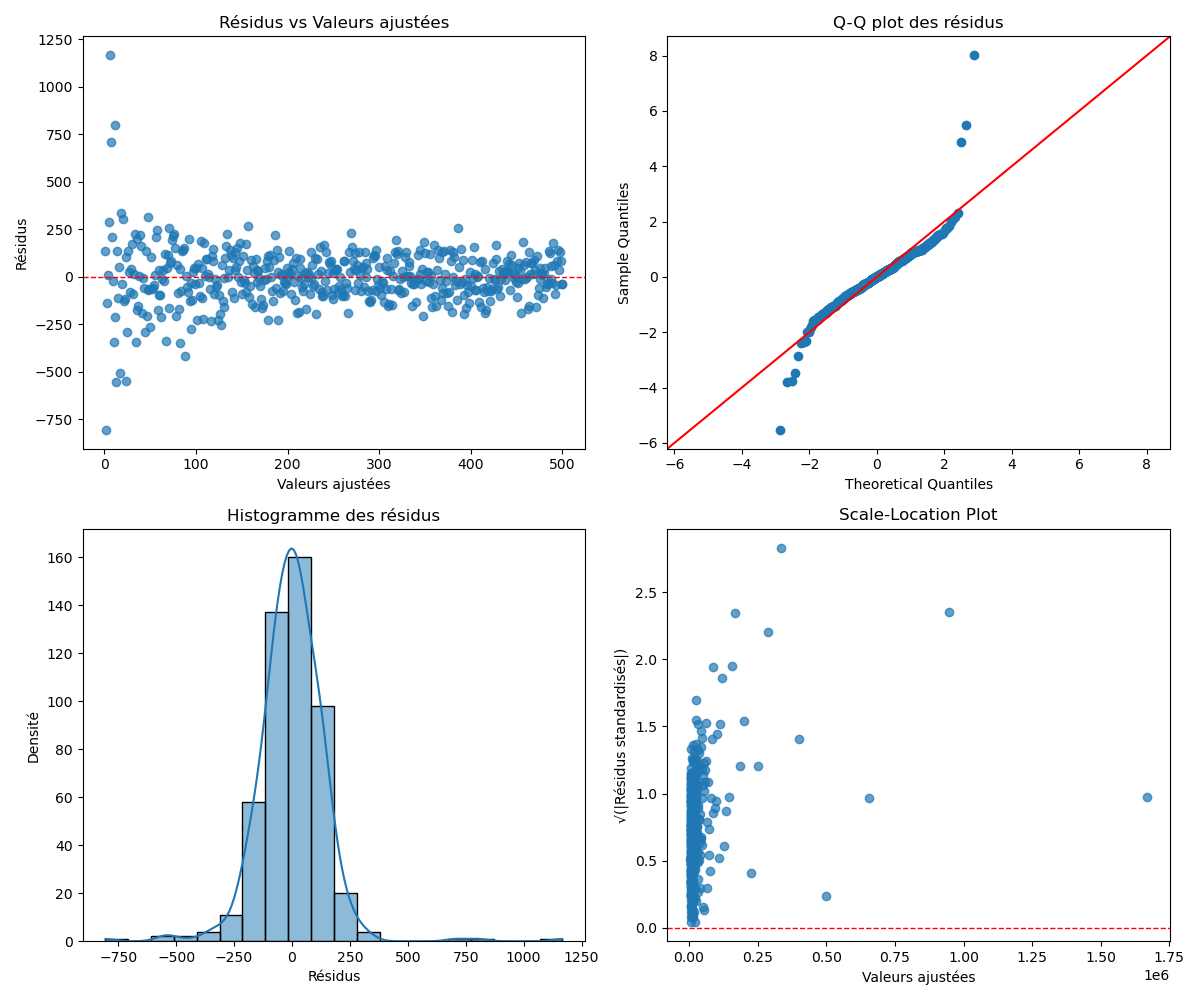 Résidus vs Valeurs ajustées
Résidus
1250
1000
750
500
250
0
−250
−500
−750
0 100 200 300 400 500
Valeurs ajustées
Q-Q plot des résidus
Sample Quantiles
8
6
4
2
0
−2
−4
−6
−6 −4 −2 0 2 4 6 8
Theoretical Quantiles
Histogramme des résidus
Densité
160
140
120
100
80
60
40
20
0
−750 −500 −250 0 250 500 750 1000 1250
Résidus
Scale-Location Plot
√(|Résidus standardisés|)
2.5
2.0
1.5
1.0
0.5
0.0
0.00 0.25 0.50 0.75 1.00 1.25 1.50 1.75
1e6
Valeurs ajustées